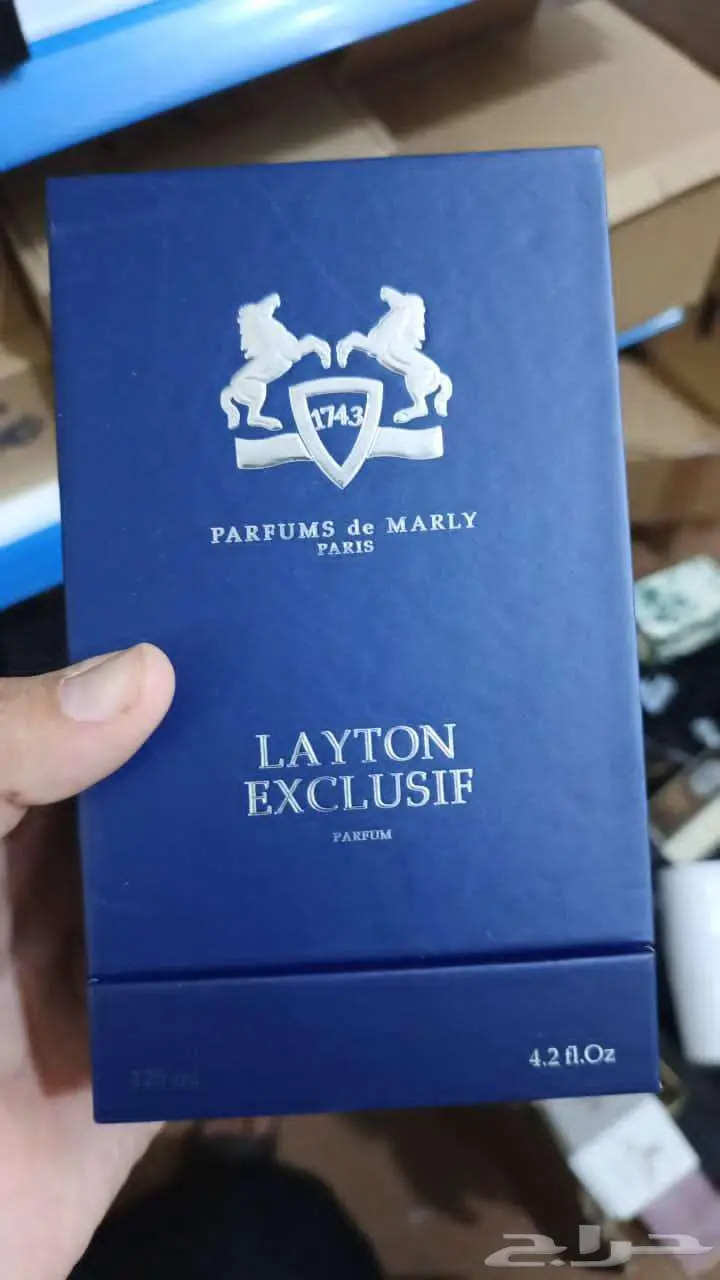 1743
PARFUMS de MARLY
PARIS
LAYTON
EXCLUSIF
PARFUM
4.2 fl.Oz
حراج